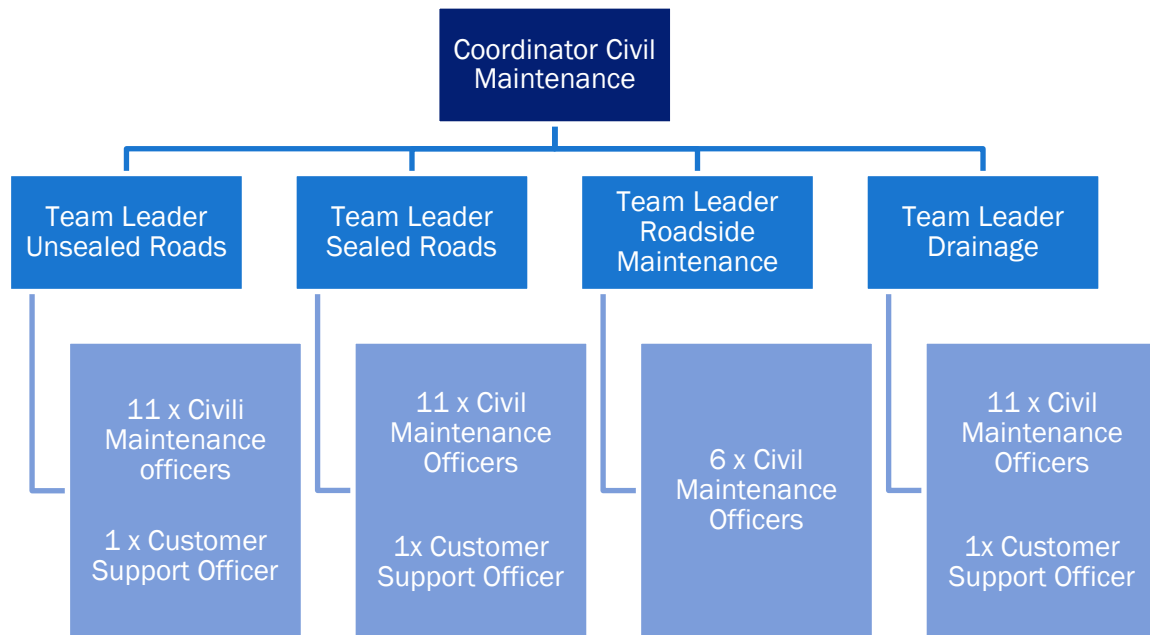 Coordinator Civil
Maintenance
Team Leader
Unsealed Roads
Team Leader
Sealed Roads
Team Leader
Roadside
Maintenance
Team Leader
Drainage
11 x Civili
Maintenance
officers
1 x Customer
Support Officer
11 x Civil
Maintenance
Officers
1x Customer
Support Officer
6 x Civil
Maintenance
Officers
11 x Civil
Maintenance
Officers
1x Customer
Support Officer